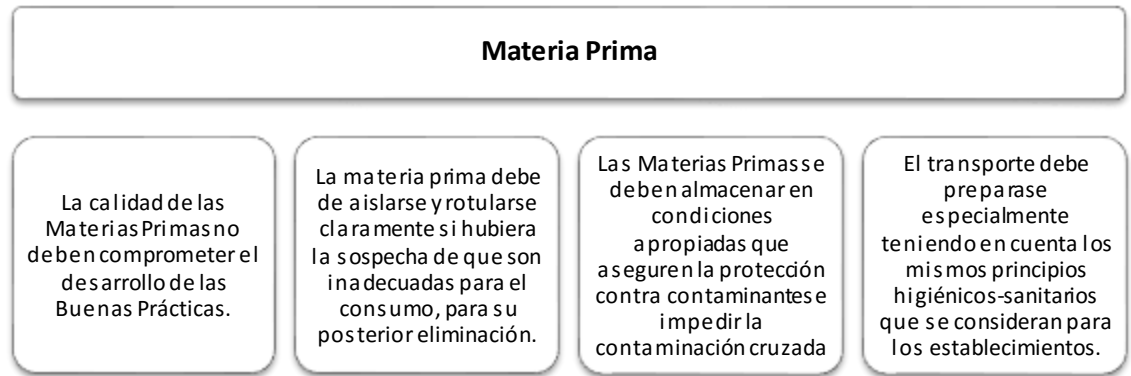 Materia Prima
La calidad de las
Materias Primas no
deben comprometer el
desarrollo de las
Buenas Prácticas.
La materia prima debe
de aislarse y rotularse
claramente si hubiera
la sospecha de que son
inadecuadas para el
consumo, para su
posterior eliminación.
Las Materias Primas se
deben almacenar en
condiciones
apropiadas que
aseguren la protección
contra contaminantes e
impedir la
contaminación cruzada
El transporte debe
preparase
especialmente
teniendo en cuenta los
mismos principios
higiénicos-sanitarios
que se consideran para
los establecimientos.